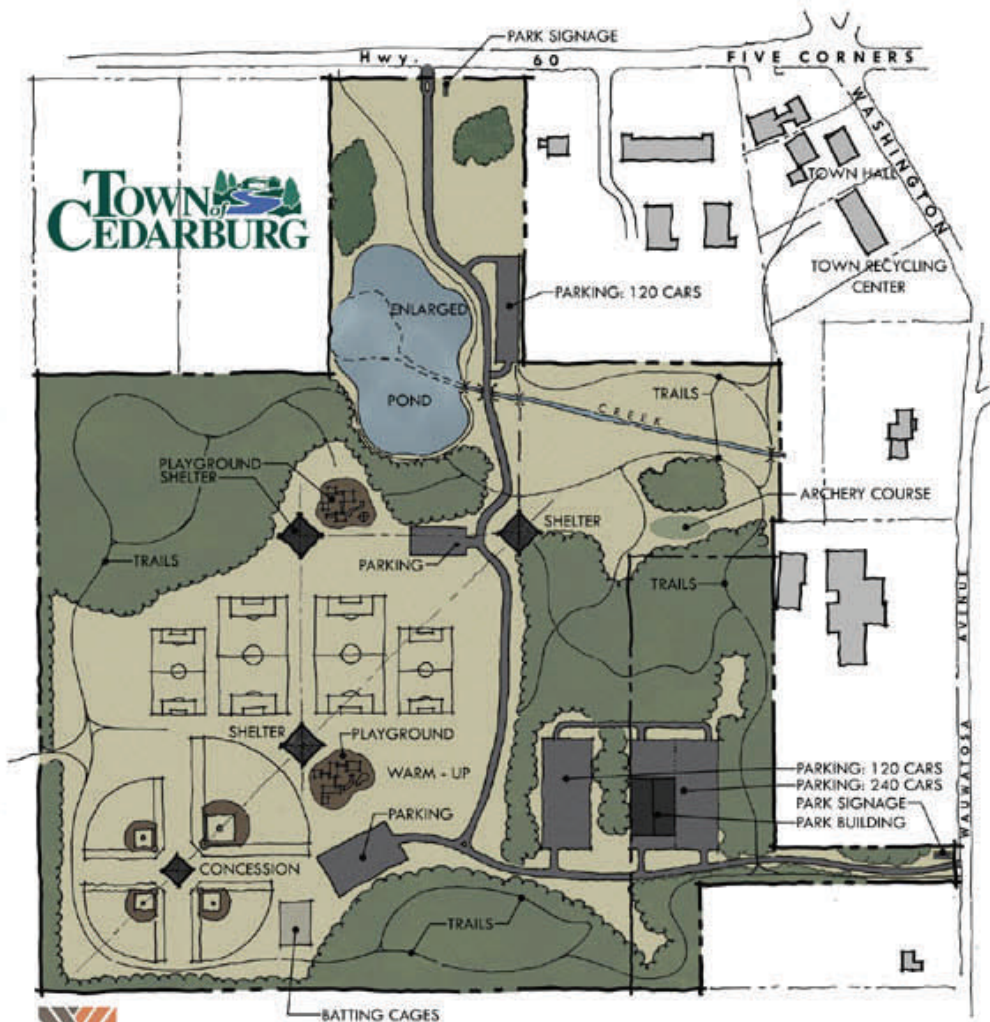 PARK SIGNAGE
Hwy. 60
FIVE CORNERS
WASHINGTON
TOWN of
CEDARBURG
TOWN HALL
TOWN RECYCLING
CENTER
PARKING: 120 CARS
ENLARGED
POND
TRAILS
CREEK
PLAYGROUND
SHELTER
ARCHERY COURSE
SHELTER
TRAILS
PARKING
TRAILS
AVENUE
WAUWATOSA
SHELTER
PLAYGROUND
WARM - UP
PARKING: 120 CARS
PARKING: 240 CARS
PARK SIGNAGE
PARK BUILDING
PARKING
CONCESSION
TRAILS
BATTING CAGES